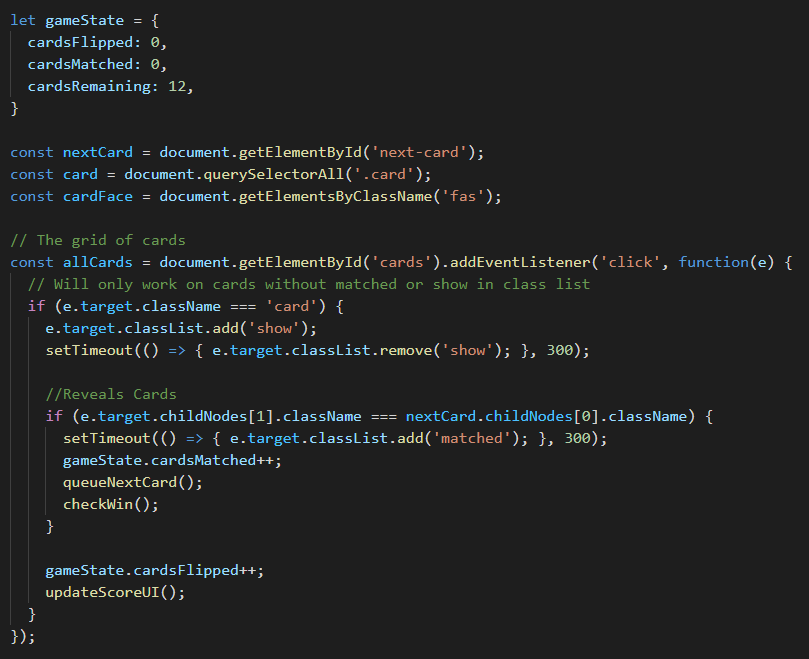 let gameState = {
  cardsFlipped: 0,
  cardsMatched: 0,
  cardsRemaining: 12,
}

const nextCard = document.getElementById('next-card');
const card = document.querySelectorAll('.card');
const cardFace = document.getElementsByClassName('fas');

// The grid of cards
const allCards = document.getElementById('cards').addEventListener('click', function(e) {
  // Will only work on cards without matched or show in class list
  if (e.target.className === 'card') {
    e.target.classList.add('show');
    setTimeout(() => { e.target.classList.remove('show'); }, 300);

    //Reveals Cards
    if (e.target.childNodes[1].className === nextCard.childNodes[0].className) {
      setTimeout(() => { e.target.classList.add('matched'); }, 300);
      gameState.cardsMatched++;
      queueNextCard();
      checkWin();
    }

    gameState.cardsFlipped++;
    updateScoreUI();
  }
});